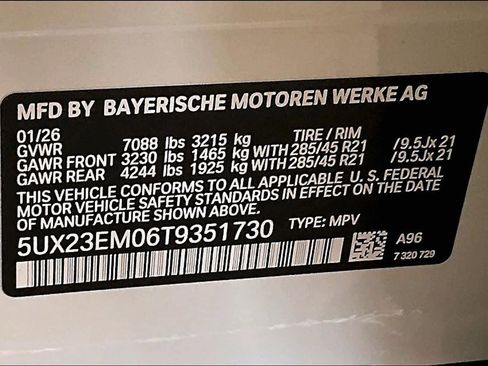 MFD BY BAYERISCHE MOTOREN WERKE AG
01/26 TIRE / RIM
GVWR 7088 lbs 3215 kg
GAWR FRONT 3230 lbs 1465 kg WITH 285/45 R21 /9.5Jx21
GAWR REAR 4244 lbs 1925 kg WITH 285/45 R21 /9.5Jx21
THIS VEHICLE CONFORMS TO ALL APPLICABLE U. S. FEDERAL
MOTOR VEHICLE SAFETY STANDARDS IN EFFECT ON THE DATE
OF MANUFACTURE SHOWN ABOVE.
5UX23EM06T9351730 TYPE: MPV
A96
7 320 729